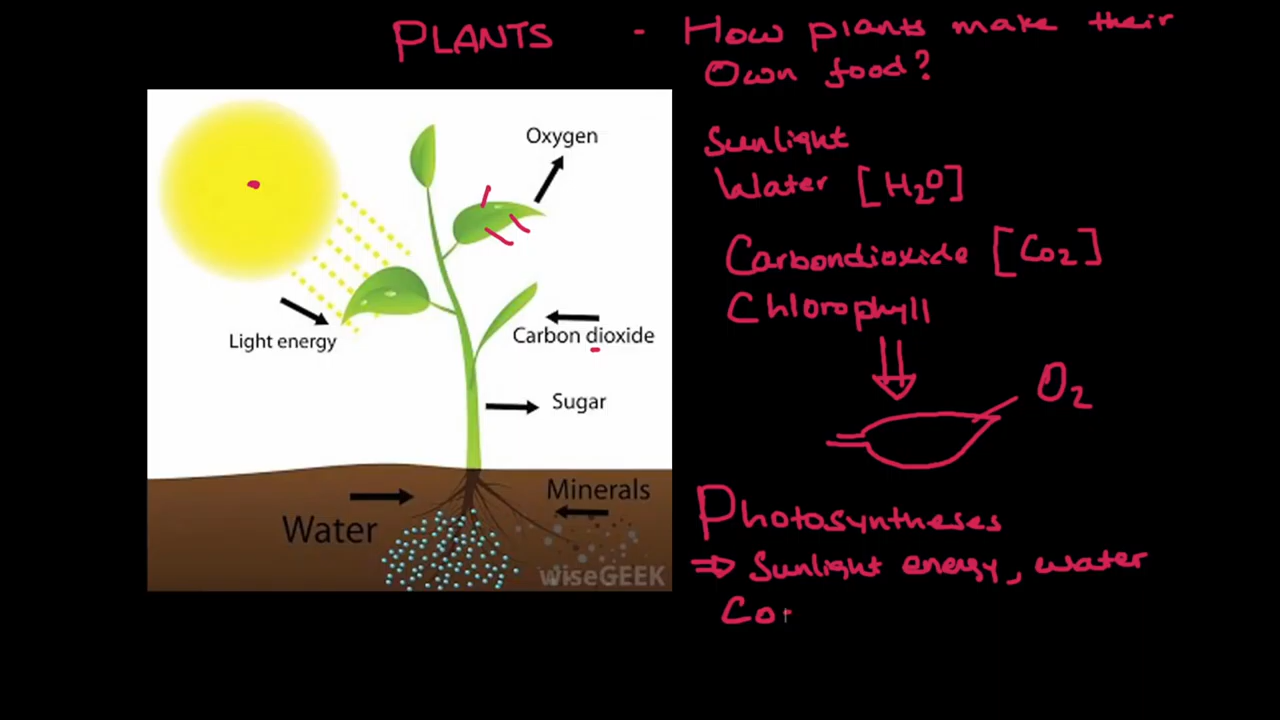 PLANTS - How plants make their
Own food?
Oxygen
Light energy
Carbon dioxide
Sugar
Water
Minerals
wiseGEEK
Sunlight
Water [H2O]
Carbondioxide [Co2]
Chlorophyll
O2
Photosyntheses
⇒ Sunlight energy, water
Co